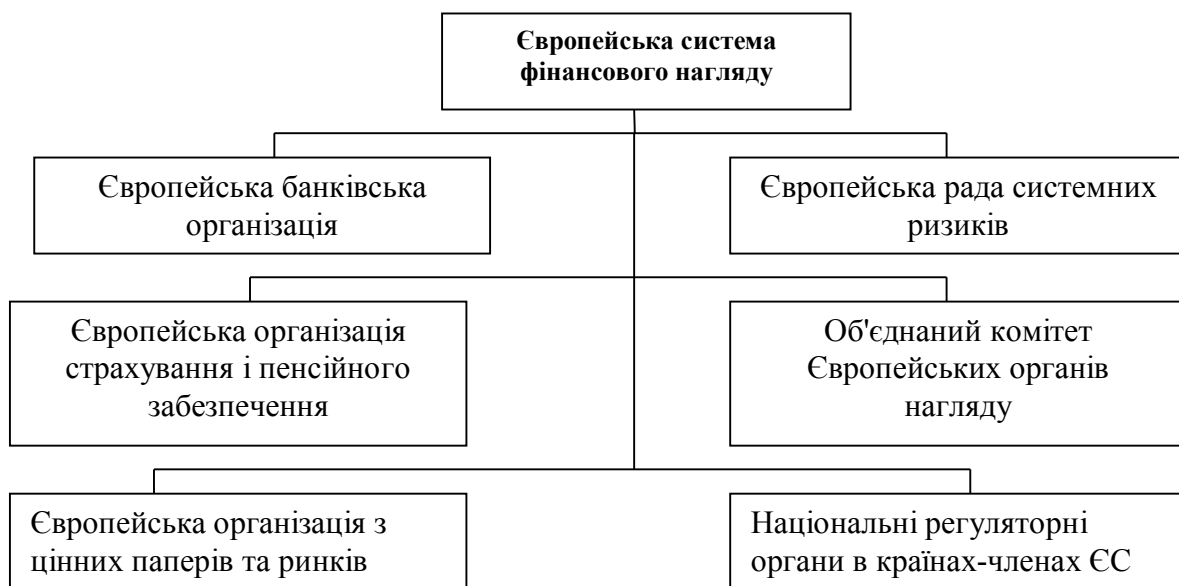 Європейська система
фінансового нагляду
Європейська банківська
організація
Європейська рада системних
ризиків
Європейська організація
страхування і пенсійного
забезпечення
Об'єднаний комітет
Європейських органів
нагляду
Європейська організація з
цінних паперів та ринків
Національні регуляторні
органи в країнах-членах ЄС